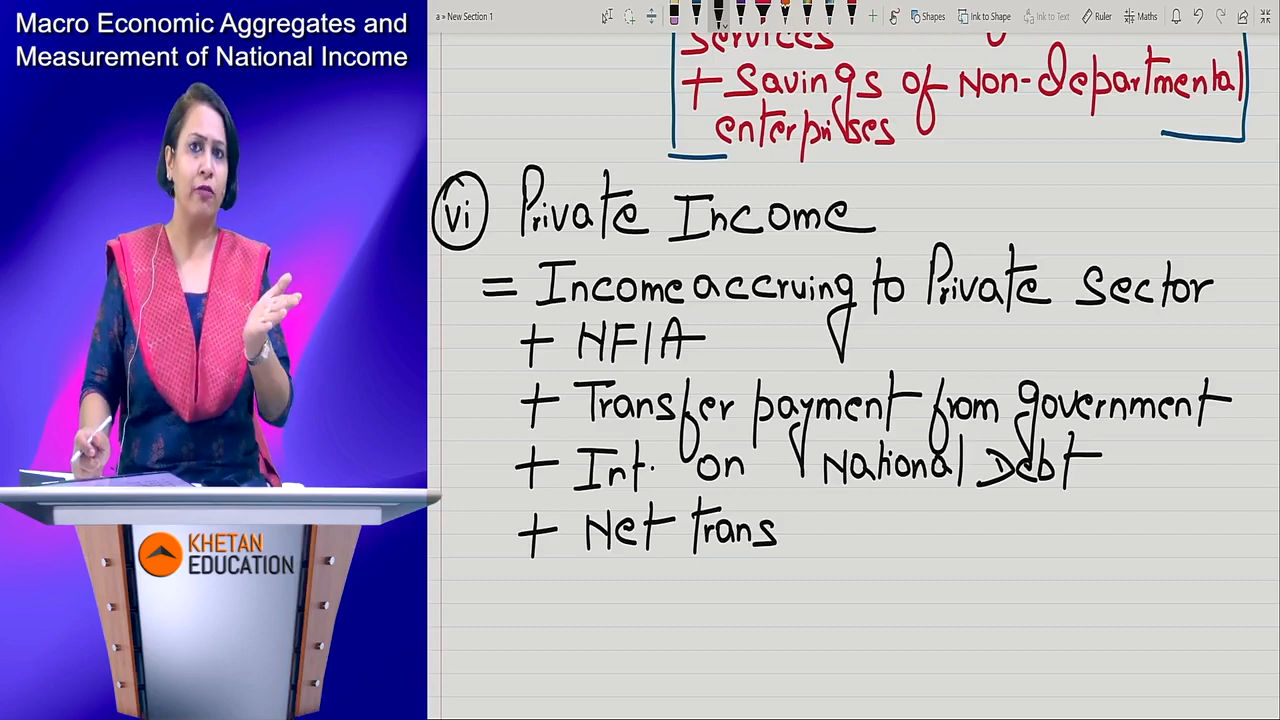 Macro Economic Aggregates and
Measurement of National Income
a » New Section 1
Shapes
Ink to Shape
Ink to Text
Ruler
Math
services
+ Savings of Non-departmental
enterprises
vi Private Income
= Income accruing to Private Sector
+ NFIA
+ Transfer payment from government
+ Int. on National Debt
+ Net trans
KHETAN
EDUCATION